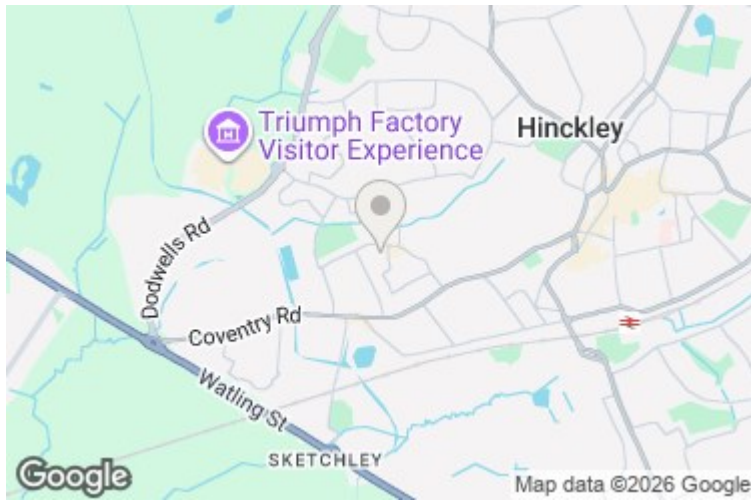 Triumph Factory
Visitor Experience
Hinckley
Dodwells Rd
Coventry Rd
Watling St
SKETCHLEY
Google
Map data ©2026 Google